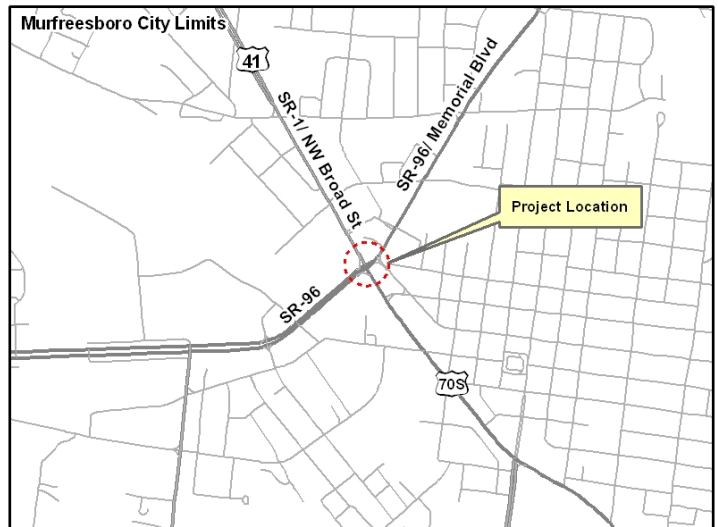 Murfreesboro City Limits
41
SR-1/ NW Broad St
SR-96/ Memorial Blvd
Project Location
SR-96
70S